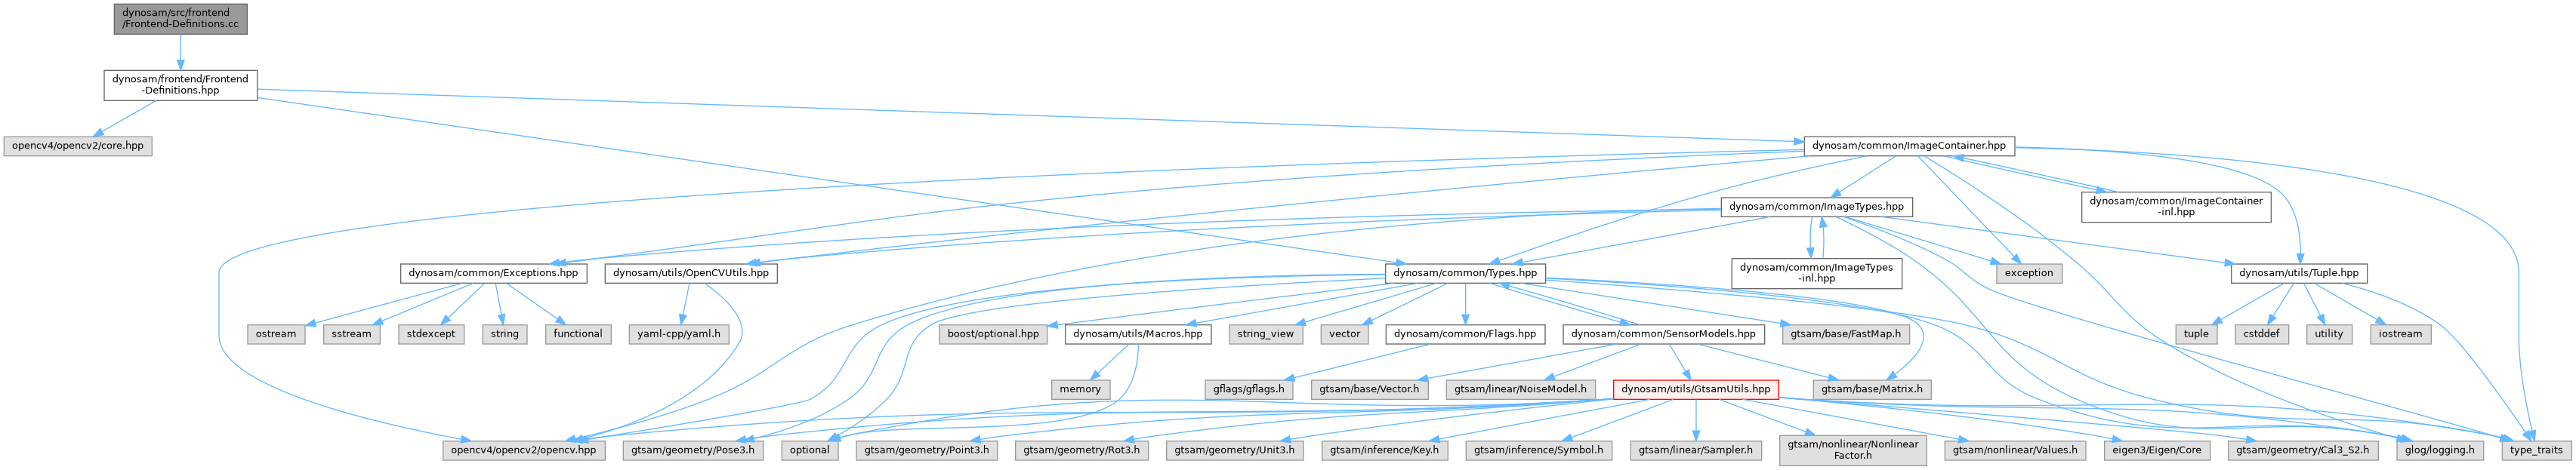 dynosam/src/frontend
/Frontend-Definitions.cc
dynosam/frontend/Frontend
-Definitions.hpp
opencv4/opencv2/core.hpp
dynosam/common/ImageContainer.hpp
dynosam/common/ImageTypes.hpp
dynosam/common/ImageContainer
-inl.hpp
dynosam/common/Exceptions.hpp
dynosam/utils/OpenCVUtils.hpp
dynosam/common/Types.hpp
dynosam/common/ImageTypes
-inl.hpp
exception
dynosam/utils/Tuple.hpp
ostream
sstream
stdexcept
string
functional
yaml-cpp/yaml.h
boost/optional.hpp
dynosam/utils/Macros.hpp
string_view
vector
dynosam/common/Flags.hpp
dynosam/common/SensorModels.hpp
gtsam/base/FastMap.h
tuple
cstddef
utility
iostream
memory
gflags/gflags.h
gtsam/base/Vector.h
gtsam/linear/NoiseModel.h
dynosam/utils/GtsamUtils.hpp
gtsam/base/Matrix.h
opencv4/opencv2/opencv.hpp
gtsam/geometry/Pose3.h
optional
gtsam/geometry/Point3.h
gtsam/geometry/Rot3.h
gtsam/geometry/Unit3.h
gtsam/inference/Key.h
gtsam/inference/Symbol.h
gtsam/linear/Sampler.h
gtsam/nonlinear/Nonlinear
Factor.h
gtsam/nonlinear/Values.h
eigen3/Eigen/Core
gtsam/geometry/Cal3_S2.h
glog/logging.h
type_traits